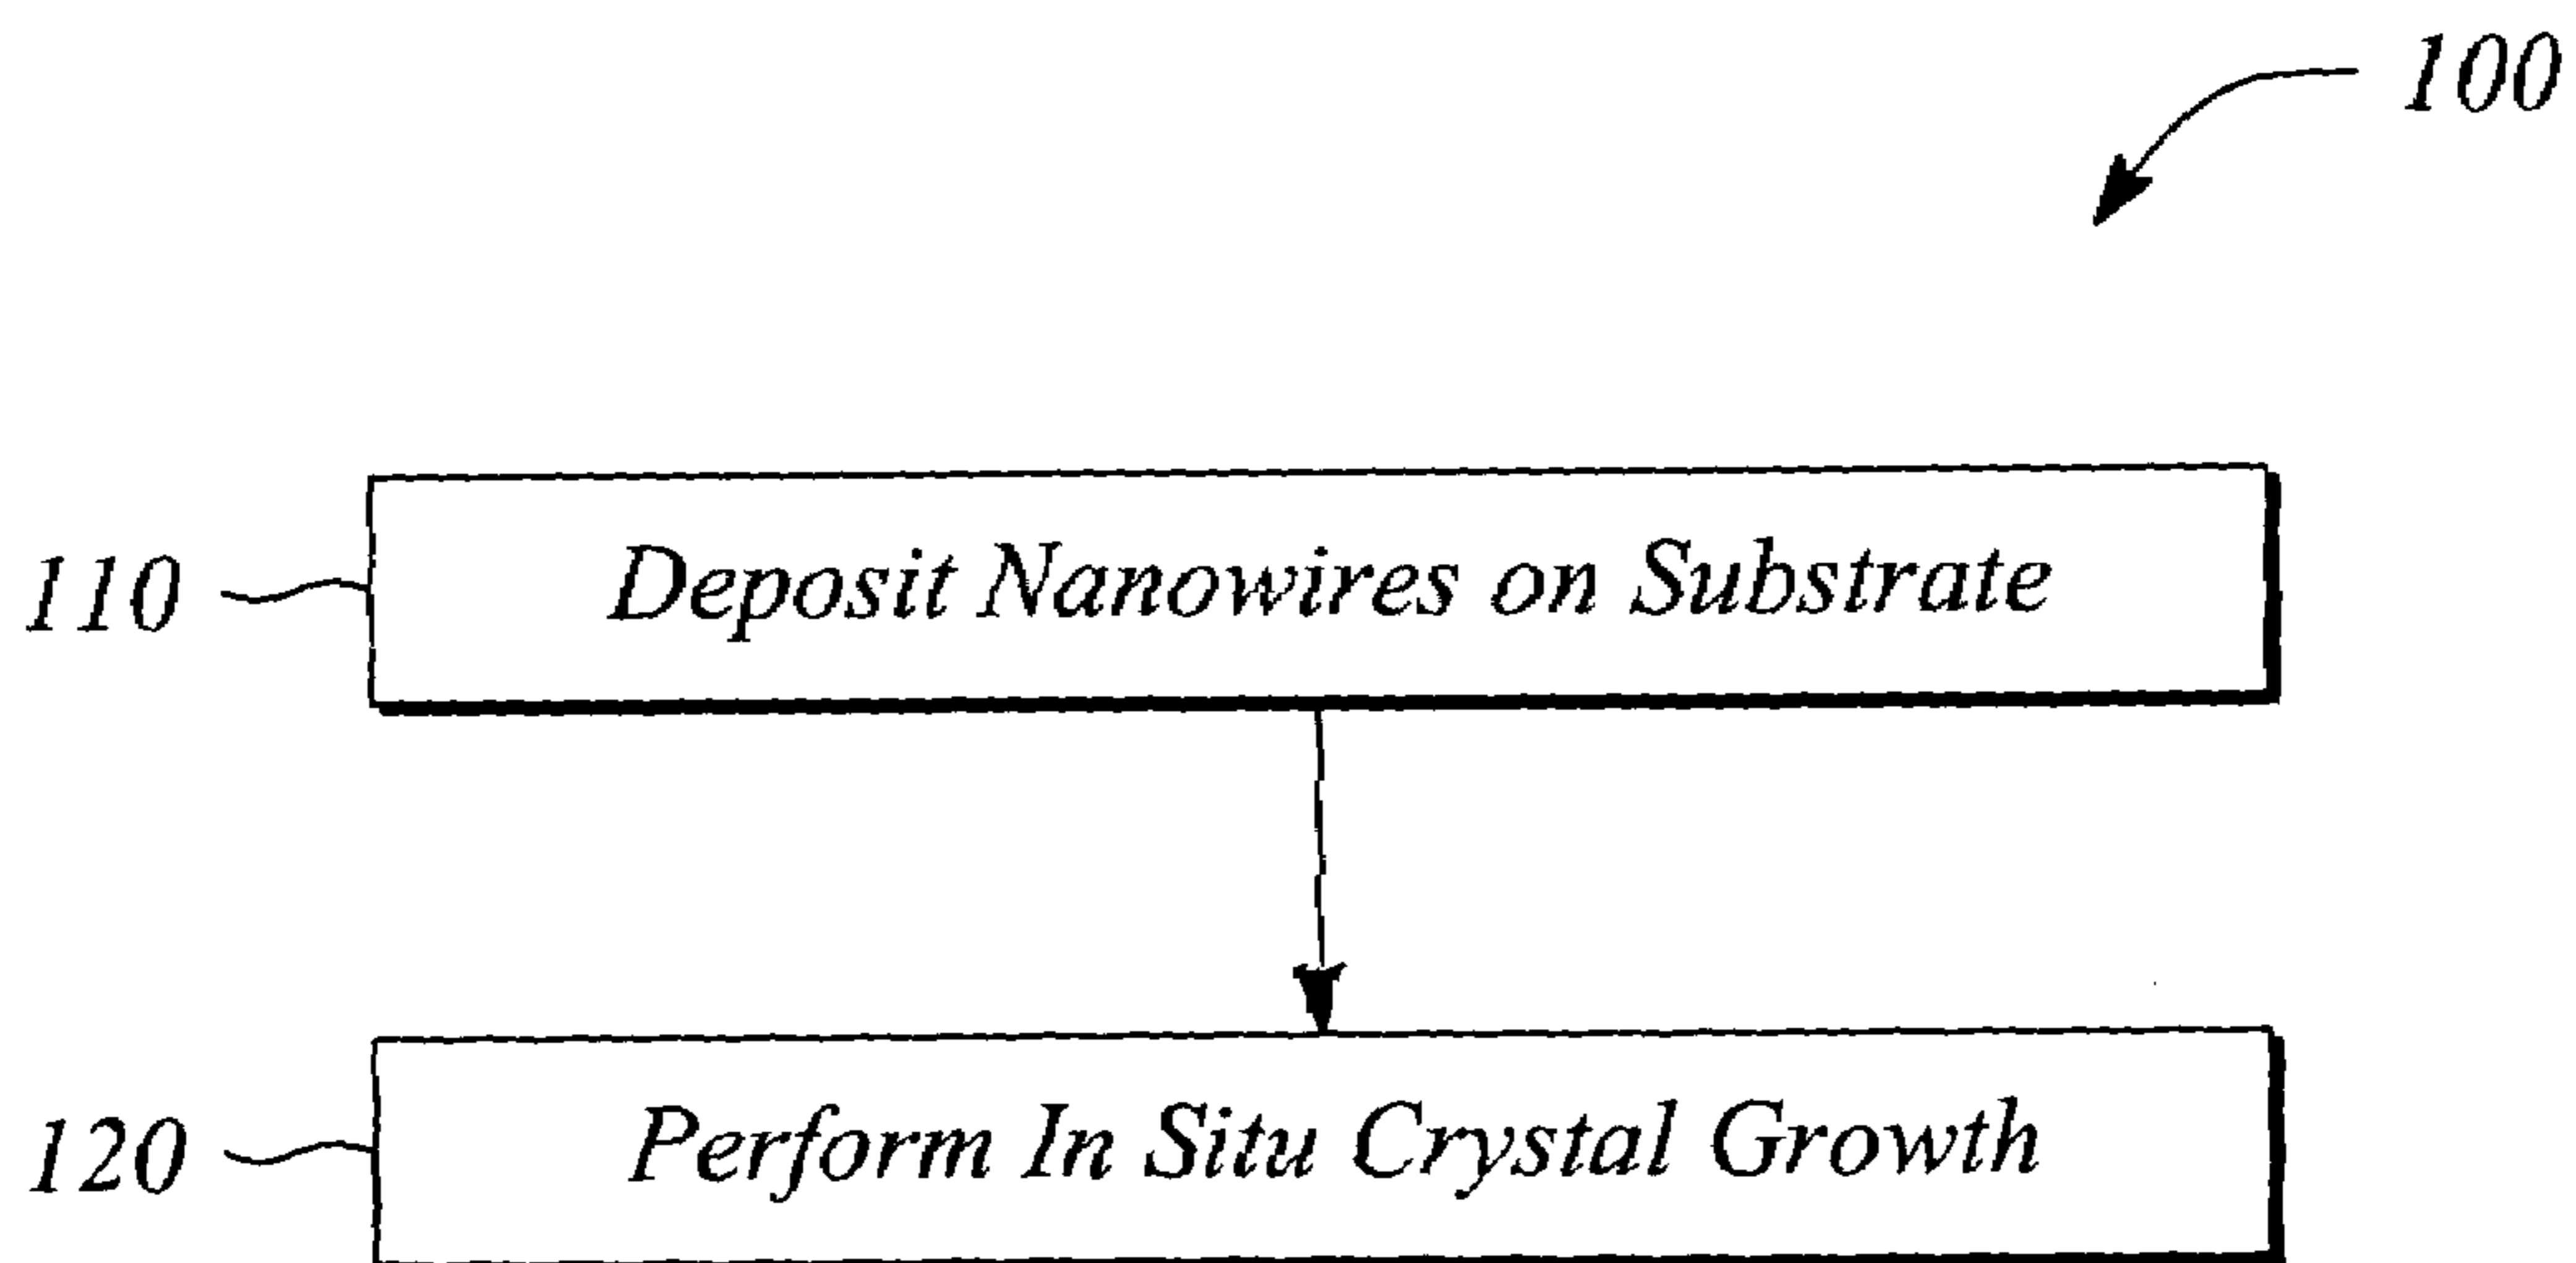 100
110
Deposit Nanowires on Substrate
120
Perform In Situ Crystal Growth